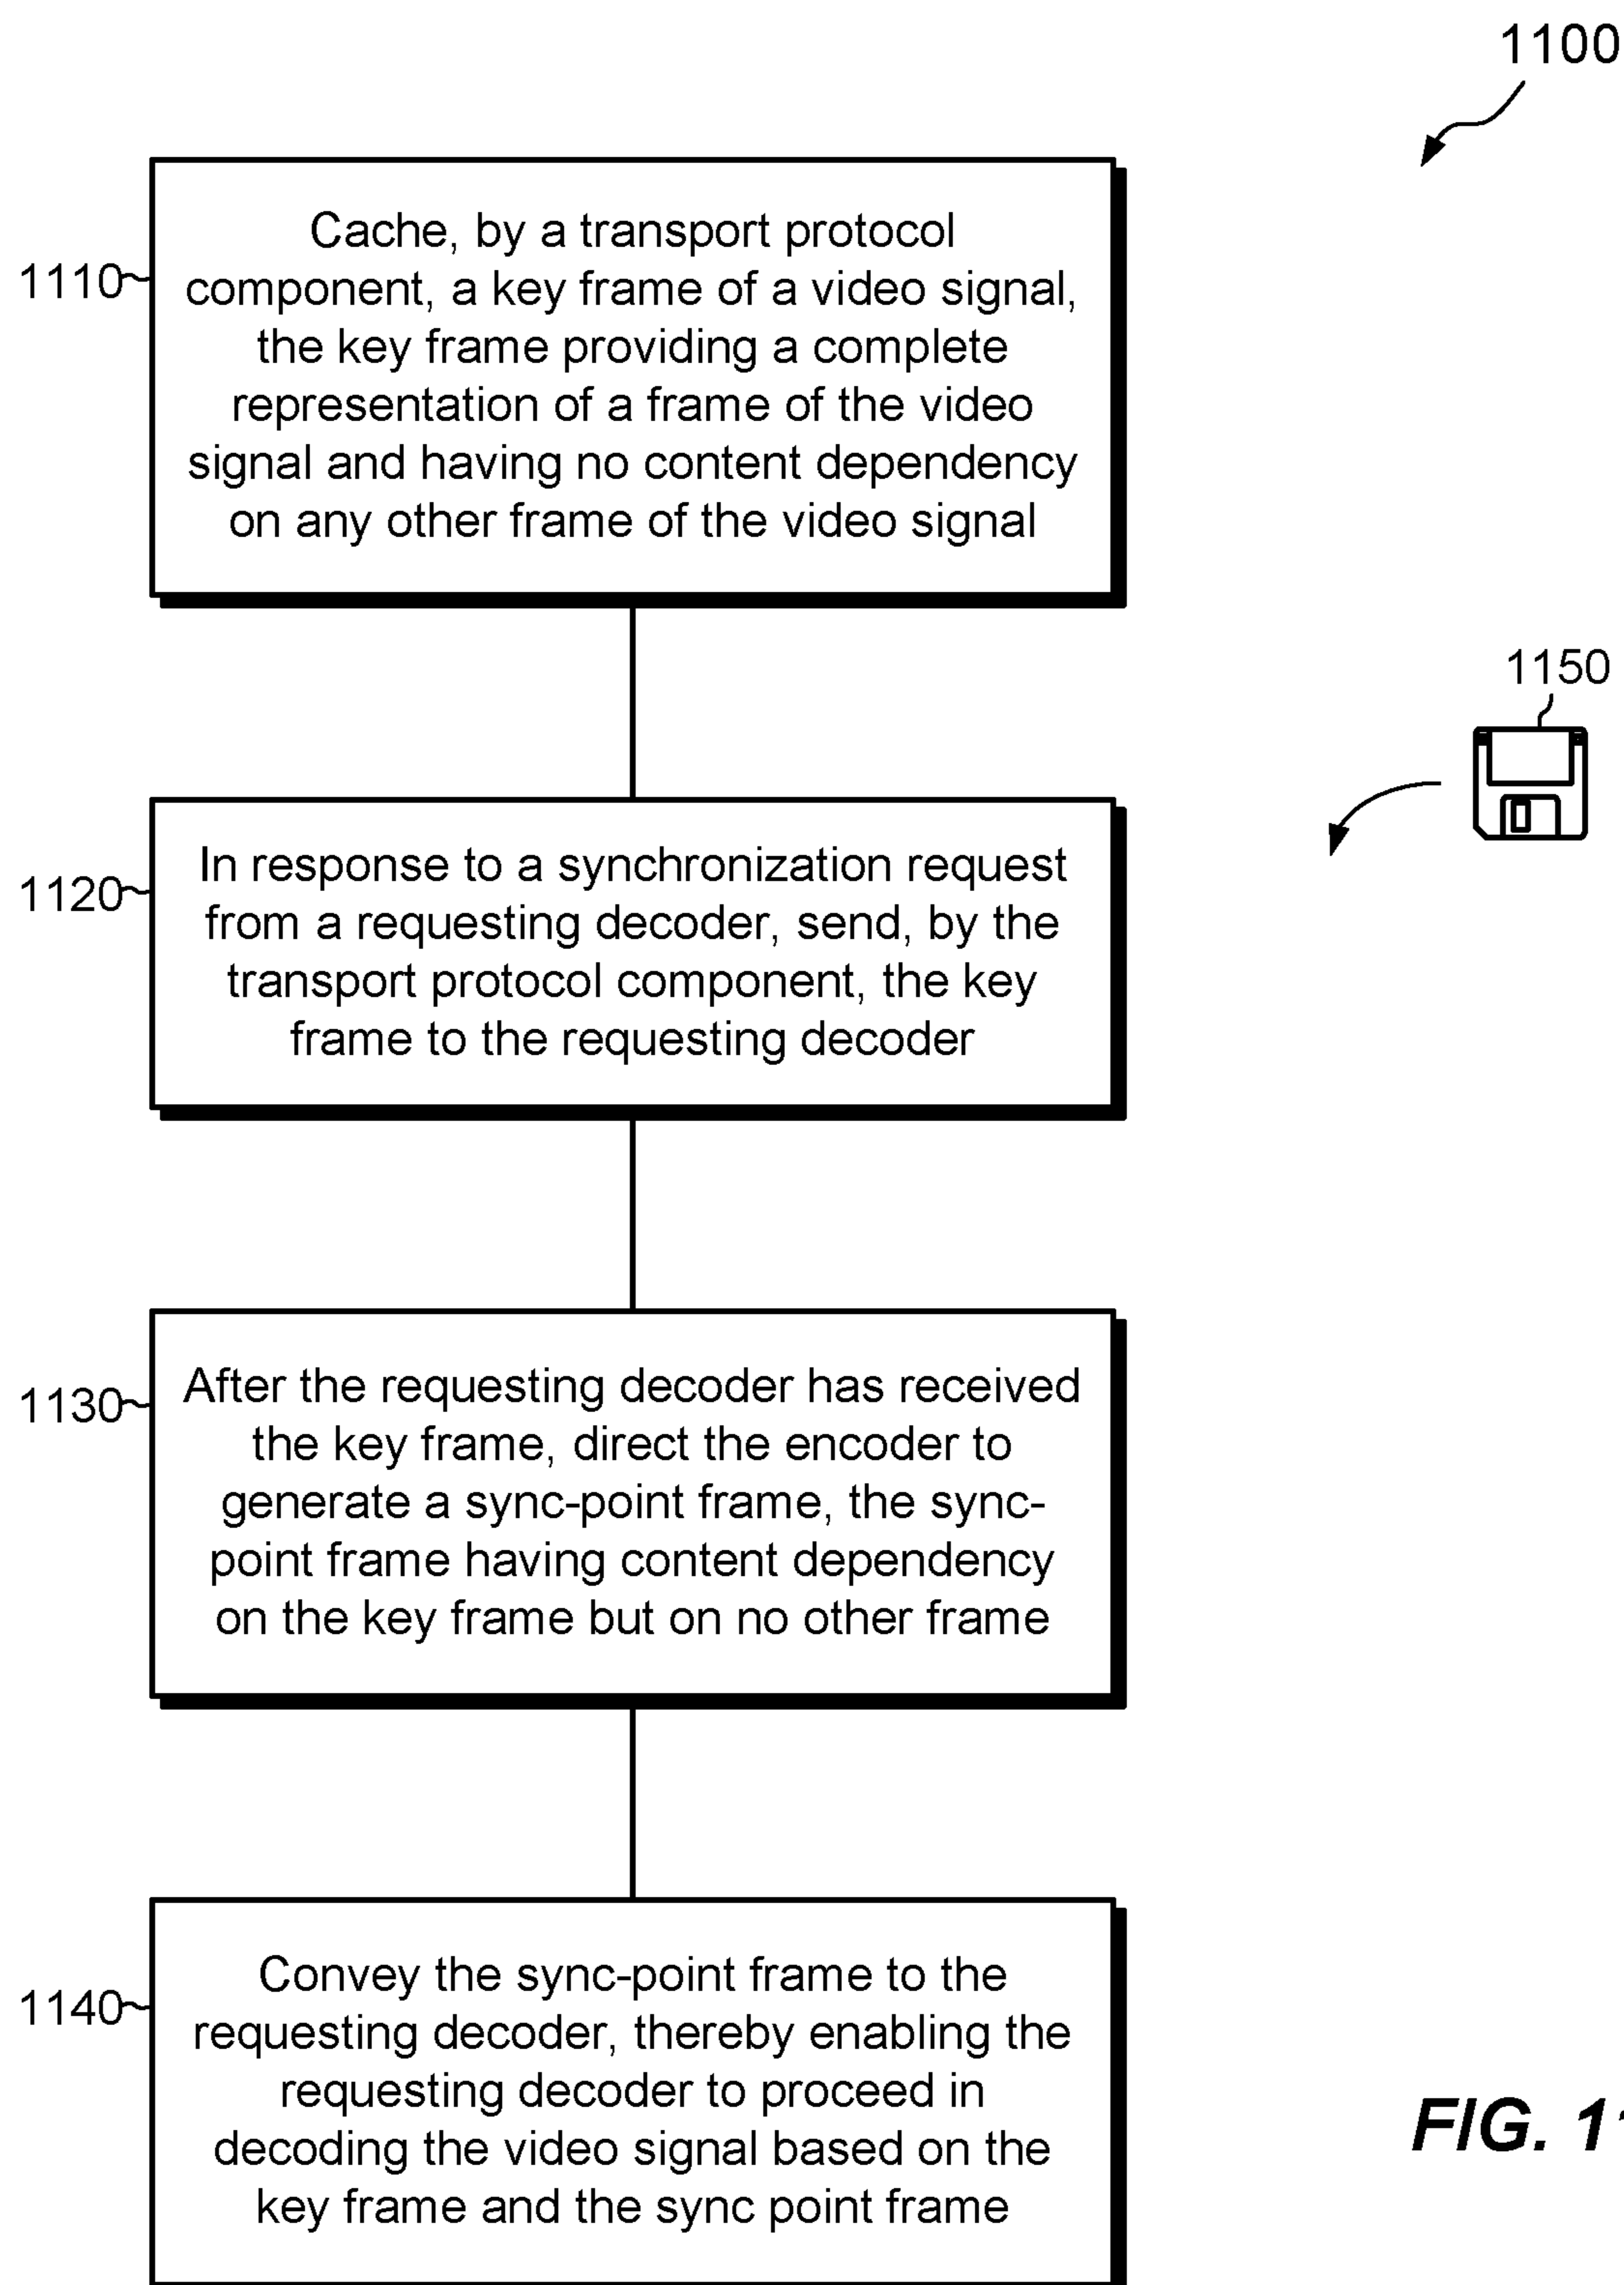 1100
1110
Cache, by a transport protocol
component, a key frame of a video signal,
the key frame providing a complete
representation of a frame of the video
signal and having no content dependency
on any other frame of the video signal
1150
1120
In response to a synchronization request
from a requesting decoder, send, by the
transport protocol component, the key
frame to the requesting decoder
1130
After the requesting decoder has received
the key frame, direct the encoder to
generate a sync-point frame, the sync-
point frame having content dependency
on the key frame but on no other frame
1140
Convey the sync-point frame to the
requesting decoder, thereby enabling the
requesting decoder to proceed in
decoding the video signal based on the
key frame and the sync point frame
FIG. 11